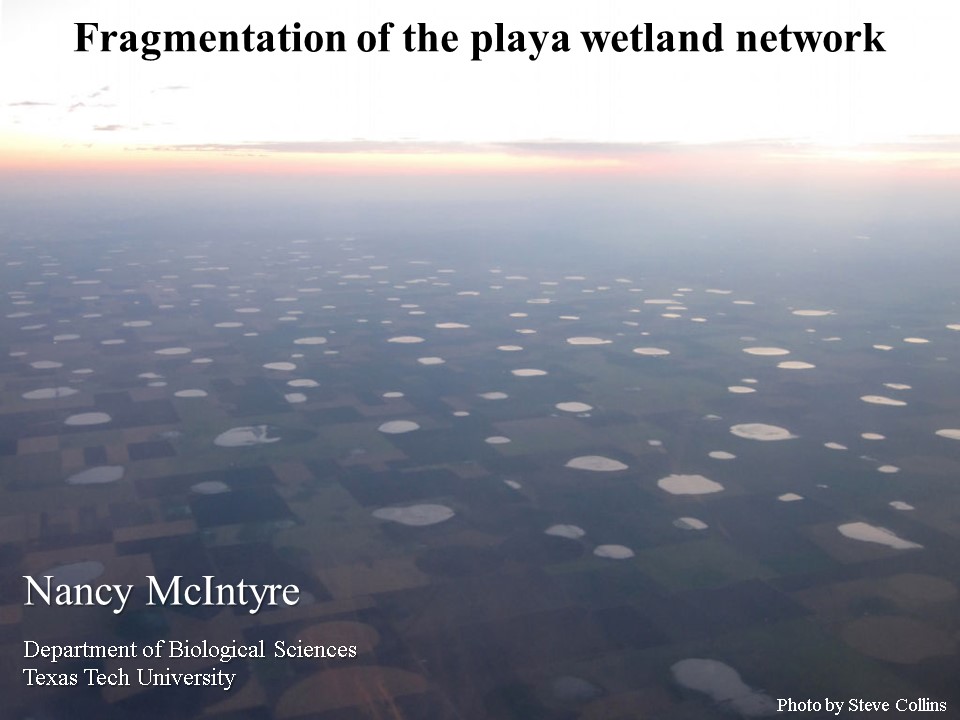 Fragmentation of the playa wetland network
Nancy McIntyre
Department of Biological Sciences
Texas Tech University
Photo by Steve Collins